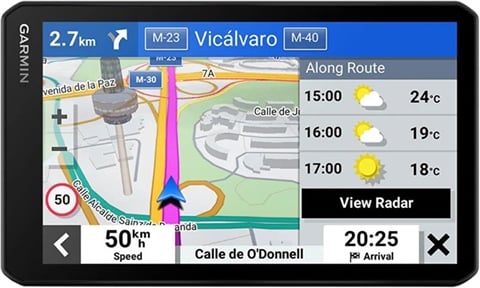 GARMIN
2.7km
M-23
Vicálvaro
M-40
M-23
7A
M-30
venida de la Paz
Calle de J
50
Calle Alcalde Sainz de
anda
50 km/h
Speed
Calle de O'Donnell
Along Route
15:00 24°C
16:00 19°C
17:00 18°C
View Radar
20:25
Arrival